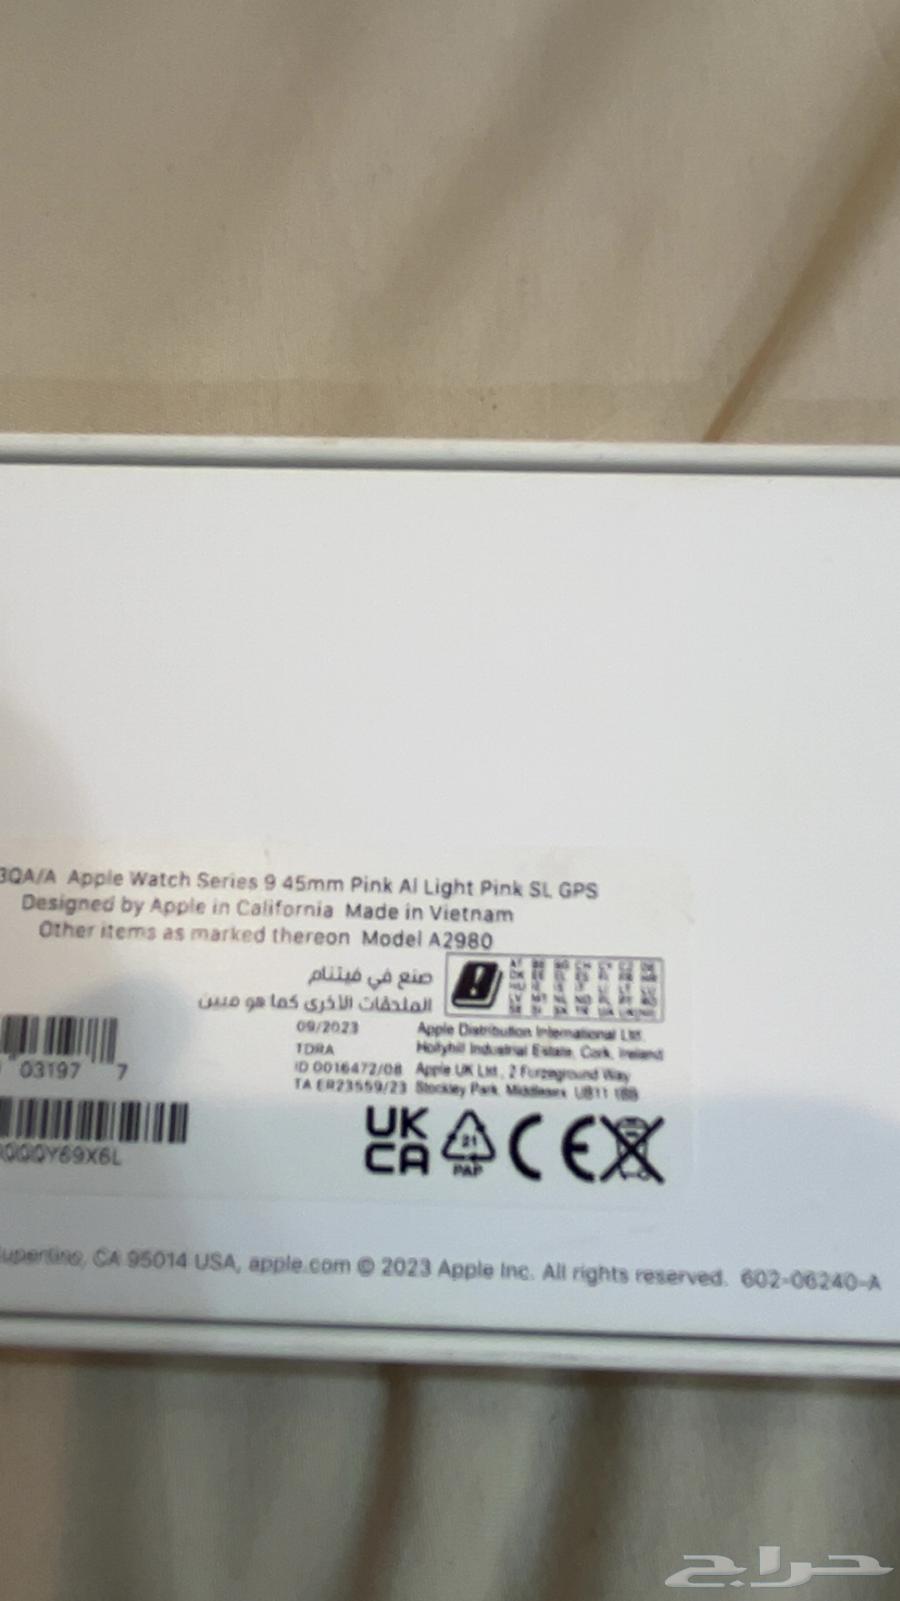 3QA/A Apple Watch Series 9 45mm Pink Al Light Pink SL GPS
Designed by Apple in California Made in Vietnam
Other items as marked thereon Model A2980
صنع في فيتنام
الملحقات الأخرى كما هو مبين
09/2023
TDRA
ID 0016472/08
TA ER23559/23
Apple Distribution International Ltd.
Hollyhill Industrial Estate, Cork, Ireland
Apple UK Ltd., 2 Furzeground Way
Stockley Park, Middlesex, UB11 1BB
03197 7
Y69X6L
UK
CA
21
PAP
CE
Cupertino, CA 95014 USA, apple.com © 2023 Apple Inc. All rights reserved. 602-06240-A
حراج